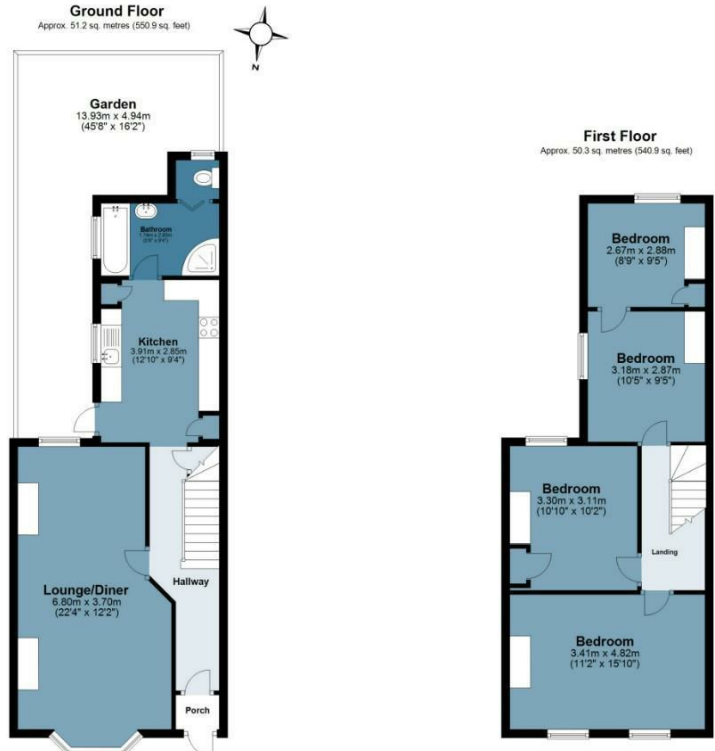 Ground Floor
Approx. 51.2 sq. metres (550.9 sq. feet)
N
Garden
13.93m x 4.94m
(45'8" x 16'2")
Bathroom
Kitchen
3.91m x 2.85m
(12'10" x 9'4")
Lounge/Diner
6.80m x 3.70m
(22'4" x 12'2")
Hallway
Porch
First Floor
Approx. 50.3 sq. metres (540.9 sq. feet)
Bedroom
2.67m x 2.88m
(8'9" x 9'5")
Bedroom
3.18m x 2.87m
(10'5" x 9'5")
Bedroom
3.30m x 3.11m
(10'10" x 10'2")
Landing
Bedroom
3.41m x 4.82m
(11'2" x 15'10")